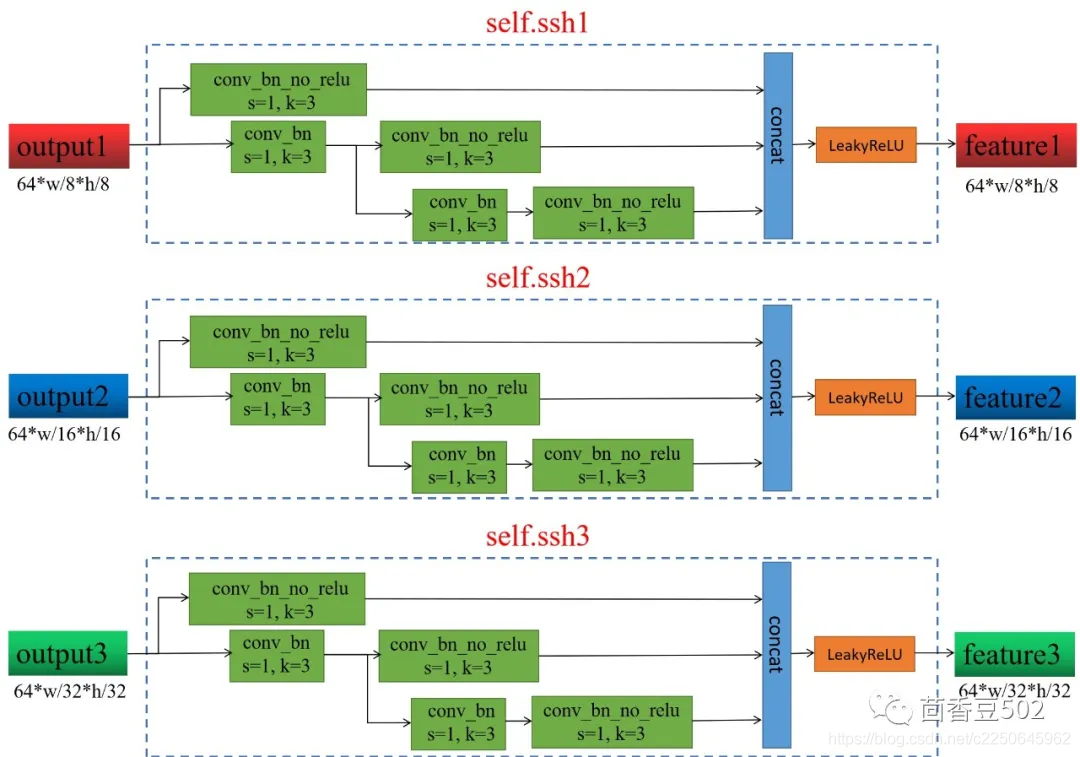 self.ssh1
conv_bn_no_relu
s=1, k=3
output1
64*w/8*h/8
conv_bn
s=1, k=3
conv_bn_no_relu
s=1, k=3
conv_bn
s=1, k=3
conv_bn_no_relu
s=1, k=3
concat
LeakyReLU
feature1
64*w/8*h/8
self.ssh2
conv_bn_no_relu
s=1, k=3
output2
64*w/16*h/16
conv_bn
s=1, k=3
conv_bn_no_relu
s=1, k=3
conv_bn
s=1, k=3
conv_bn_no_relu
s=1, k=3
concat
LeakyReLU
feature2
64*w/16*h/16
self.ssh3
conv_bn_no_relu
s=1, k=3
output3
64*w/32*h/32
conv_bn
s=1, k=3
conv_bn_no_relu
s=1, k=3
conv_bn
s=1, k=3
conv_bn_no_relu
s=1, k=3
concat
LeakyReLU
feature3
64*w/32*h/32
茴香豆502
https://blog.csdn.net/c2250645962